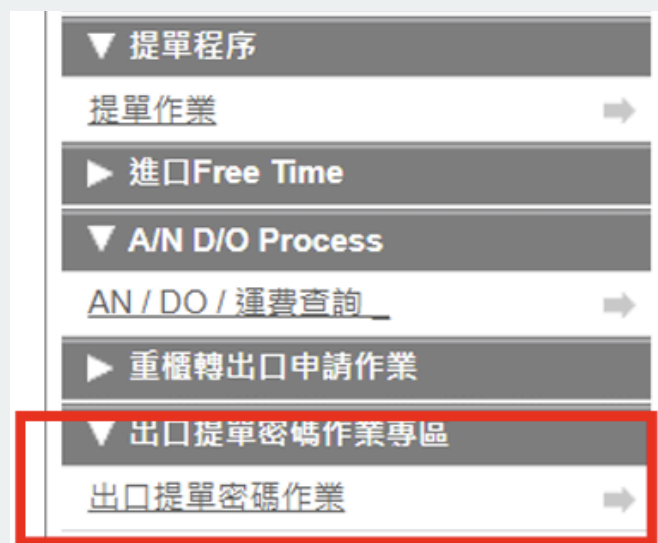 ▼ 提單程序
提單作業
▶ 進口Free Time
▼ A/N D/O Process
AN / DO / 運費查詢 _
▶ 重櫃轉出口申請作業
▼ 出口提單密碼作業專區
出口提單密碼作業